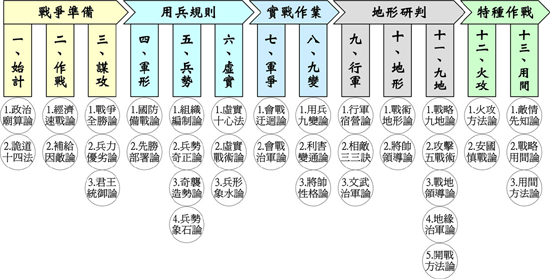 戰爭準備
用兵規則
實戰作業
地形研判
特種作戰
一、始計
二、作戰
三、謀攻
四、軍形
五、兵勢
六、虛實
七、軍爭
八、九變
九、行軍
十、地形
十一、九地
十二、火攻
十三、用間
1.政治廟算論
2.詭道十四法
1.經濟速戰論
2.補給因敵論
1.戰爭全勝論
2.兵力優劣論
3.君王統御論
1.國防備戰論
2.先勝部署論
1.組織編制論
2.兵勢奇正論
3.奇襲造勢論
4.兵勢象石論
1.虛實十心法
2.虛實戰術論
3.兵形象水論
1.會戰迂迴論
2.會戰治軍論
1.用兵九變論
2.利害變通論
3.將帥性格論
1.行軍宿營論
2.相敵三三訣
3.文武治軍論
1.戰術地形論
2.將帥領導論
1.戰略九地論
2.攻擊五戰術
3.戰地領導論
4.地緣治軍論
5.開戰方法論
1.火攻方法論
2.安國慎戰論
1.敵情先知論
2.戰略用間論
3.用間方法論